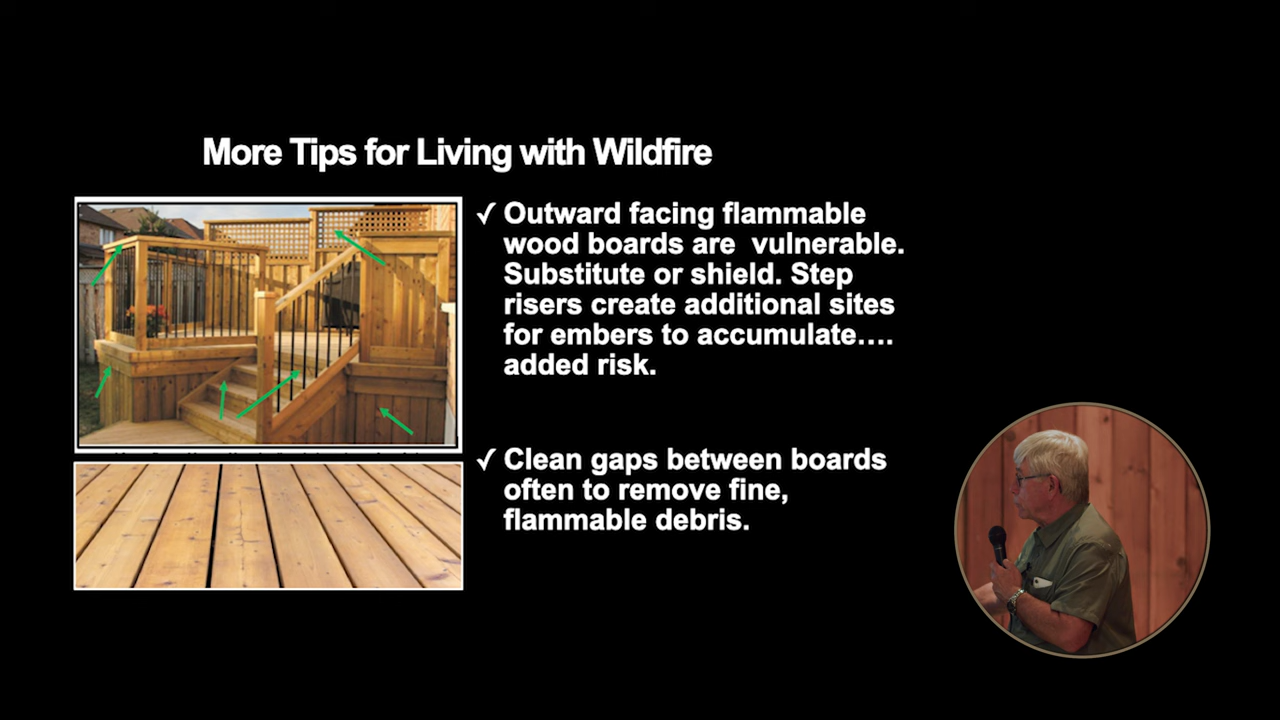 More Tips for Living with Wildfire
✓ Outward facing flammable
wood boards are vulnerable.
Substitute or shield. Step
risers create additional sites
for embers to accumulate….
added risk.
✓ Clean gaps between boards
often to remove fine,
flammable debris.